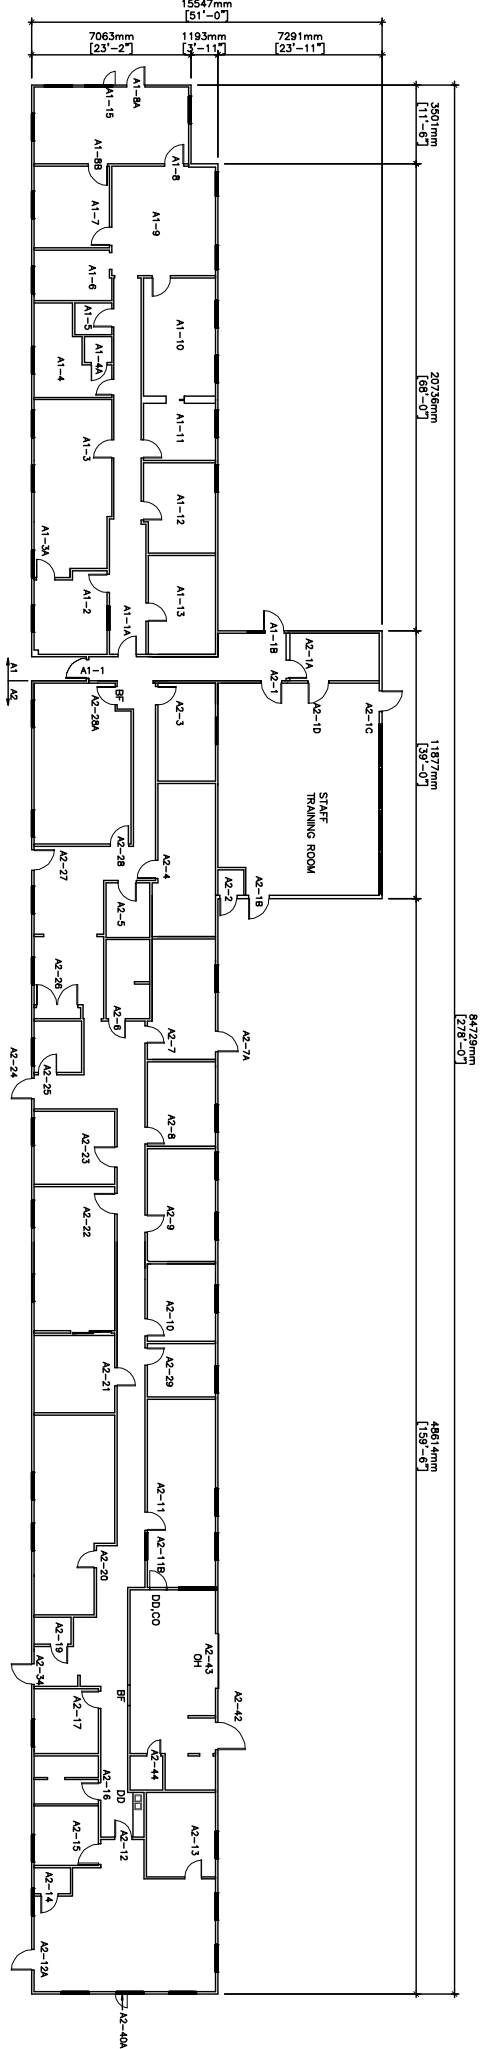 15547mm
[51'-0"]
7063mm
[23'-2"]
1193mm
[3'-11"]
7291mm
[23'-11"]
3501mm
[11'-6"]
20736mm
[68'-0"]
11877mm
[39'-0"]
84729mm
[278'-0"]
48614mm
[159'-6"]
A1-15
A1-8A
A1-8B
A1-8
A1-7
A1-9
A1-6
A1-5
A1-4A
A1-4
A1-10
A1-11
A1-3
A1-12
A1-3A
A1-2
A1-13
A1-1A
A1-1B
A2-1A
A1-1
A2-1
A2-1D
A2-1C
A1
A2
BF
A2-28A
A2-3
STAFF
TRAINING ROOM
A2-28
A2-27
A2-4
A2-2
A2-1B
A2-5
A2-26
A2-6
A2-7
A2-7A
A2-24
A2-25
A2-8
A2-23
A2-22
A2-9
A2-10
A2-21
A2-29
A2-11
A2-11B
A2-20
DD,CO
A2-19
A2-43
OH
A2-34
BF
A2-42
A2-17
A2-44
A2-16
DD
A2-12
A2-15
A2-13
A2-14
A2-12A
A2-40A